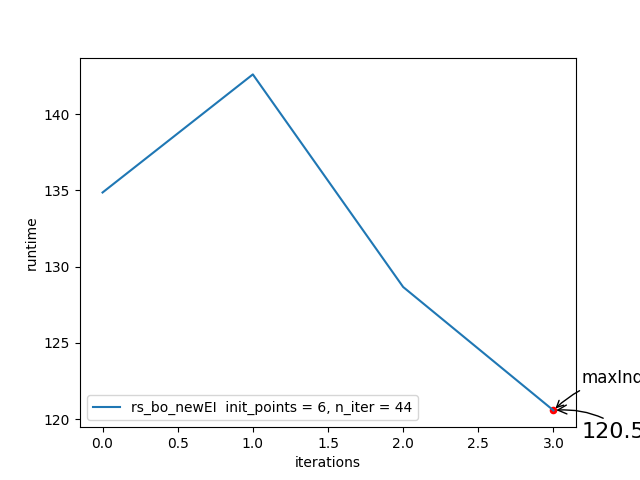 140
135
130
125
120
runtime
maxInd
120.5
rs_bo_newEI  init_points = 6, n_iter = 44
0.0 0.5 1.0 1.5 2.0 2.5 3.0
iterations